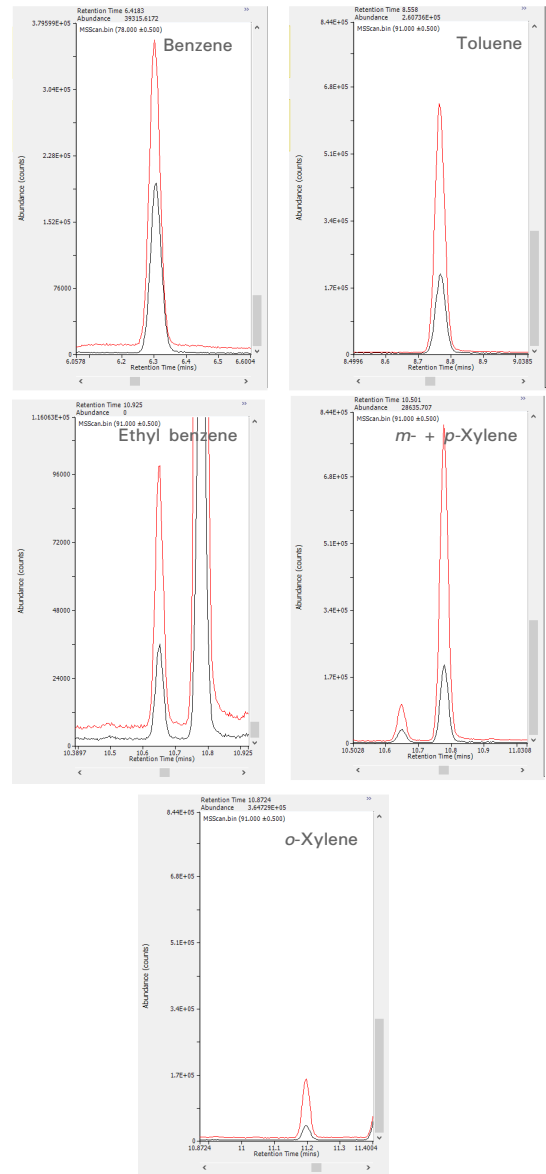 Retention Time 6.4183
Abundance 39315.6172
»
3.79599E+05
MSScan.bin (78.000 ±0.500)
Benzene
3.04E+05
2.28E+05
1.52E+05
76000
0
Abundance (counts)
6.0578 6.2 6.3 6.4 6.5 6.6004
Retention Time (mins)
Retention Time 8.558
Abundance 2.60736E+05
»
8.44E+05
MSScan.bin (91.000 ±0.500)
Toluene
6.8E+05
5.1E+05
3.4E+05
1.7E+05
0
Abundance (counts)
8.4996 8.6 8.7 8.8 8.9 9.0385
Retention Time (mins)
Retention Time 10.925
Abundance 0
»
1.16063E+05
MSScan.bin (91.000 ±0.500)
Ethyl benzene
96000
72000
48000
24000
0
Abundance (counts)
10.3897 10.5 10.6 10.7 10.8 10.925
Retention Time (mins)
Retention Time 10.501
Abundance 28635.707
»
8.44E+05
MSScan.bin (91.000 ±0.500)
m- + p-Xylene
6.8E+05
5.1E+05
3.4E+05
1.7E+05
0
Abundance (counts)
10.5028 10.6 10.7 10.8 10.9 11.0308
Retention Time (mins)
Retention Time 10.8724
Abundance 3.64729E+05
»
8.44E+05
MSScan.bin (91.000 ±0.500)
o-Xylene
6.8E+05
5.1E+05
3.4E+05
1.7E+05
0
Abundance (counts)
10.8724 11 11.1 11.2 11.3 11.4004
Retention Time (mins)